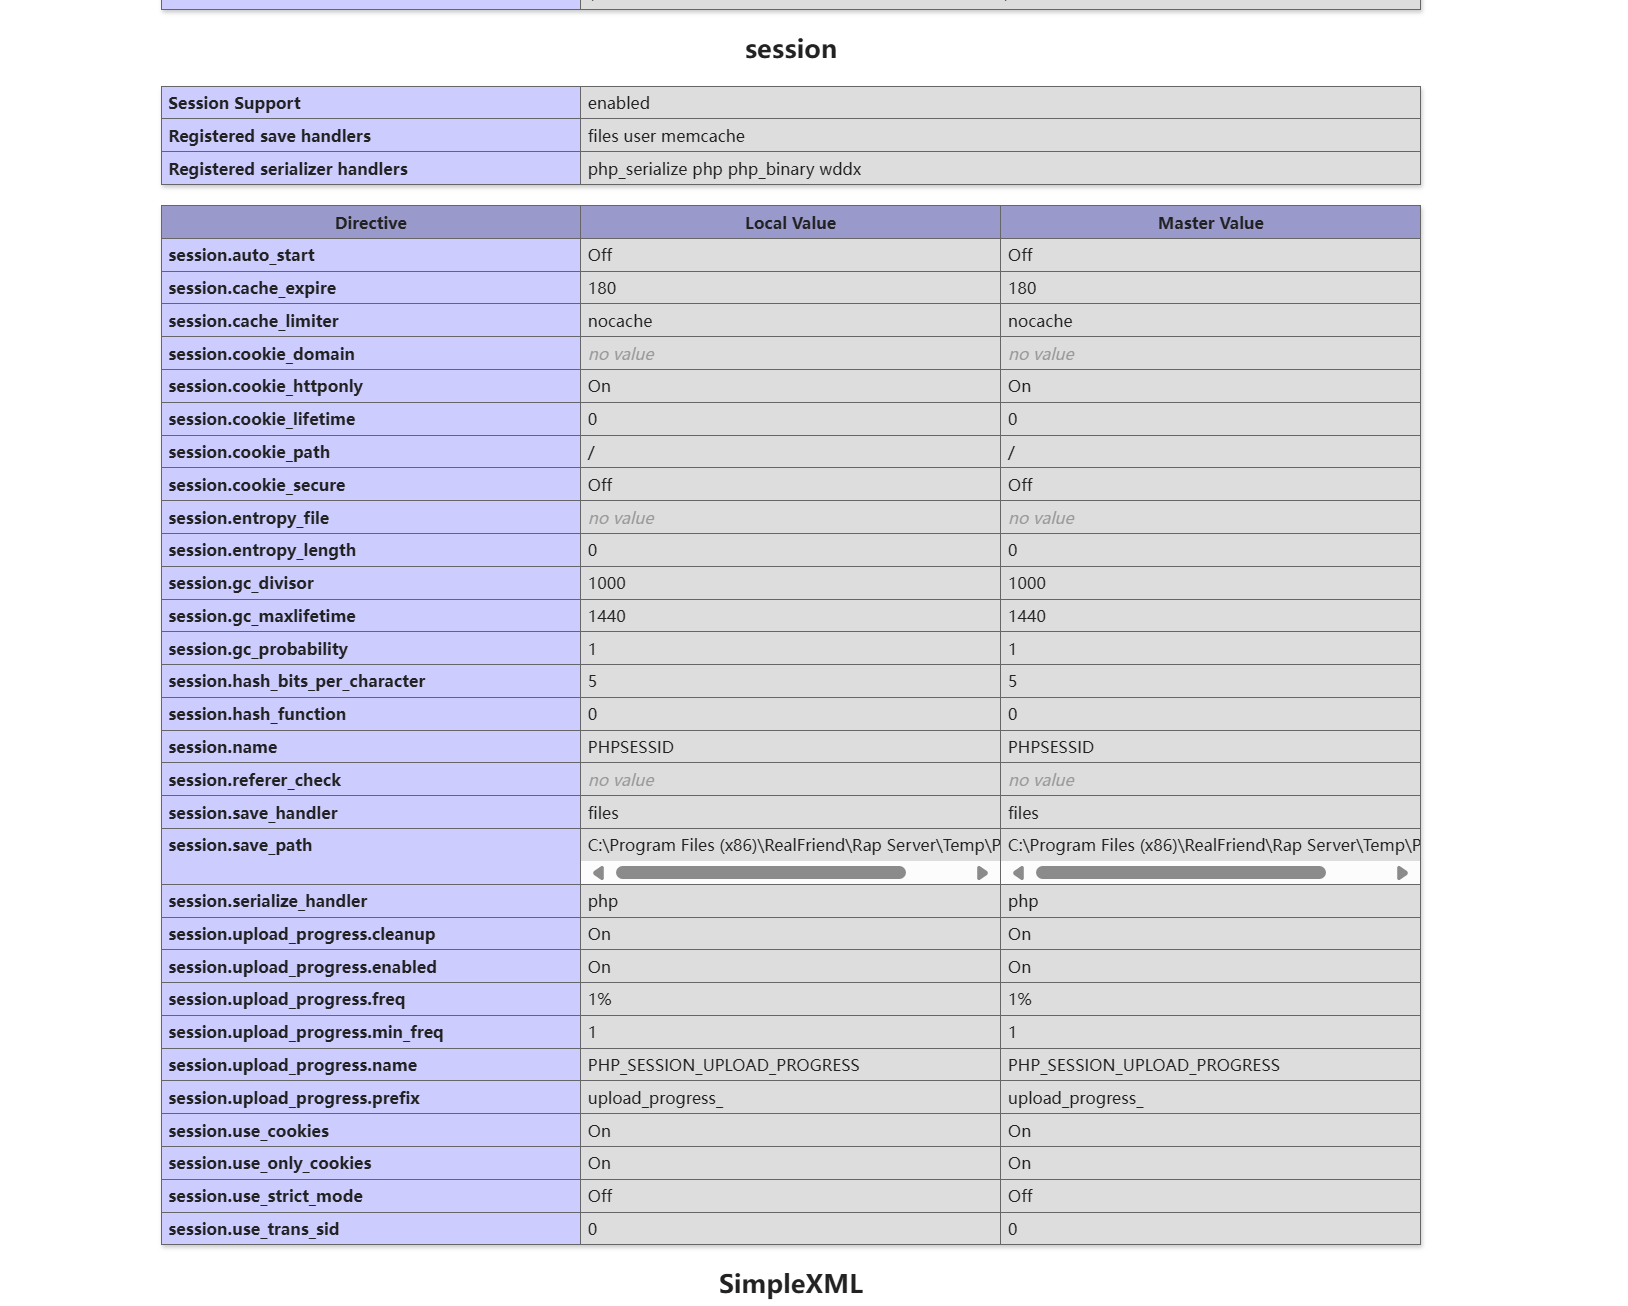 session
Session Support enabled
Registered save handlers files user memcache
Registered serializer handlers php_serialize php php_binary wddx
Directive Local Value Master Value
session.auto_start Off Off
session.cache_expire 180 180
session.cache_limiter nocache nocache
session.cookie_domain no value no value
session.cookie_httponly On On
session.cookie_lifetime 0 0
session.cookie_path / /
session.cookie_secure Off Off
session.entropy_file no value no value
session.entropy_length 0 0
session.gc_divisor 1000 1000
session.gc_maxlifetime 1440 1440
session.gc_probability 1 1
session.hash_bits_per_character 5 5
session.hash_function 0 0
session.name PHPSESSID PHPSESSID
session.referer_check no value no value
session.save_handler files files
session.save_path C:\Program Files (x86)\RealFriend\Rap Server\Temp\P C:\Program Files (x86)\RealFriend\Rap Server\Temp\P
session.serialize_handler php php
session.upload_progress.cleanup On On
session.upload_progress.enabled On On
session.upload_progress.freq 1% 1%
session.upload_progress.min_freq 1 1
session.upload_progress.name PHP_SESSION_UPLOAD_PROGRESS PHP_SESSION_UPLOAD_PROGRESS
session.upload_progress.prefix upload_progress_ upload_progress_
session.use_cookies On On
session.use_only_cookies On On
session.use_strict_mode Off Off
session.use_trans_sid 0 0
SimpleXML